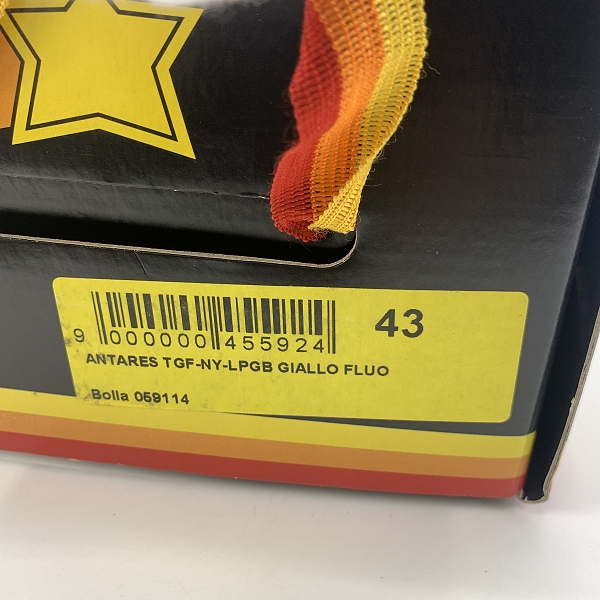 43
9 000000 455924
ANTARES TGF-NY-LPGB GIALLO FLUO
Bolla 059114